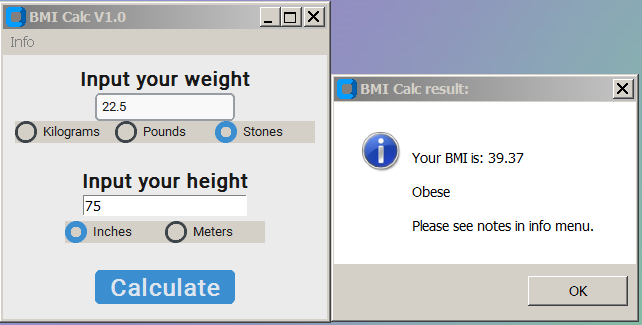 BMI Calc V1.0
Info
Input your weight
22.5
Kilograms Pounds Stones
Input your height
75
Inches Meters
Calculate
BMI Calc result:
Your BMI is: 39.37
Obese
Please see notes in info menu.
OK